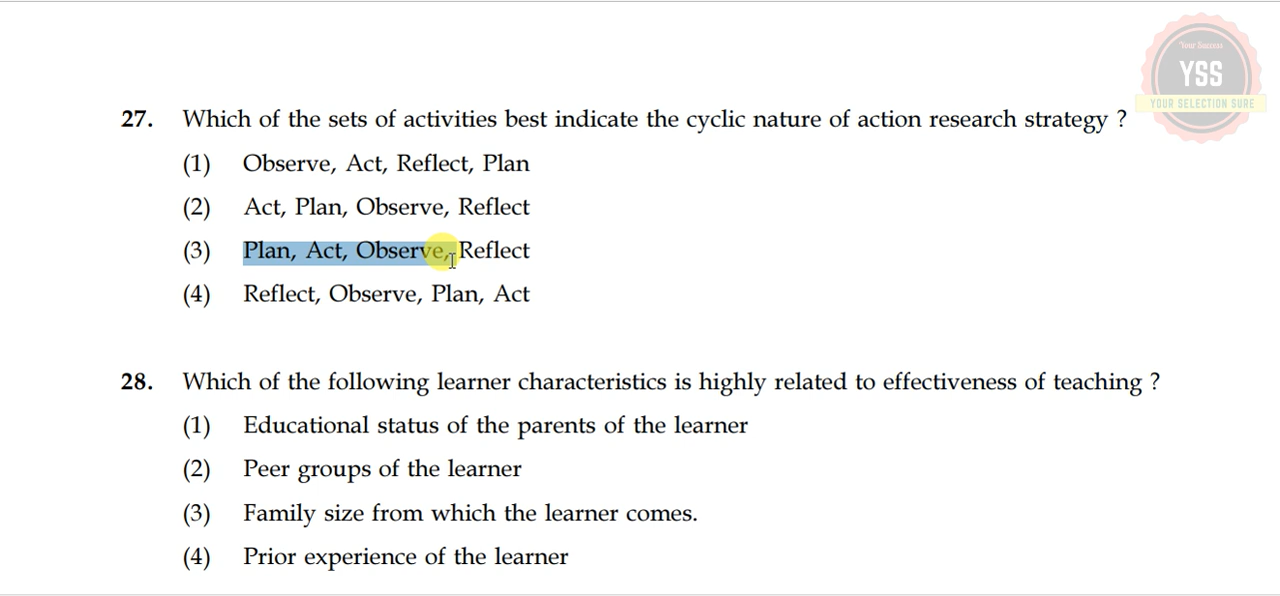 Your Success
YSS
YOUR SELECTION SURE
27. Which of the sets of activities best indicate the cyclic nature of action research strategy ?
(1) Observe, Act, Reflect, Plan
(2) Act, Plan, Observe, Reflect
(3) Plan, Act, Observe, Reflect
(4) Reflect, Observe, Plan, Act
28. Which of the following learner characteristics is highly related to effectiveness of teaching ?
(1) Educational status of the parents of the learner
(2) Peer groups of the learner
(3) Family size from which the learner comes.
(4) Prior experience of the learner